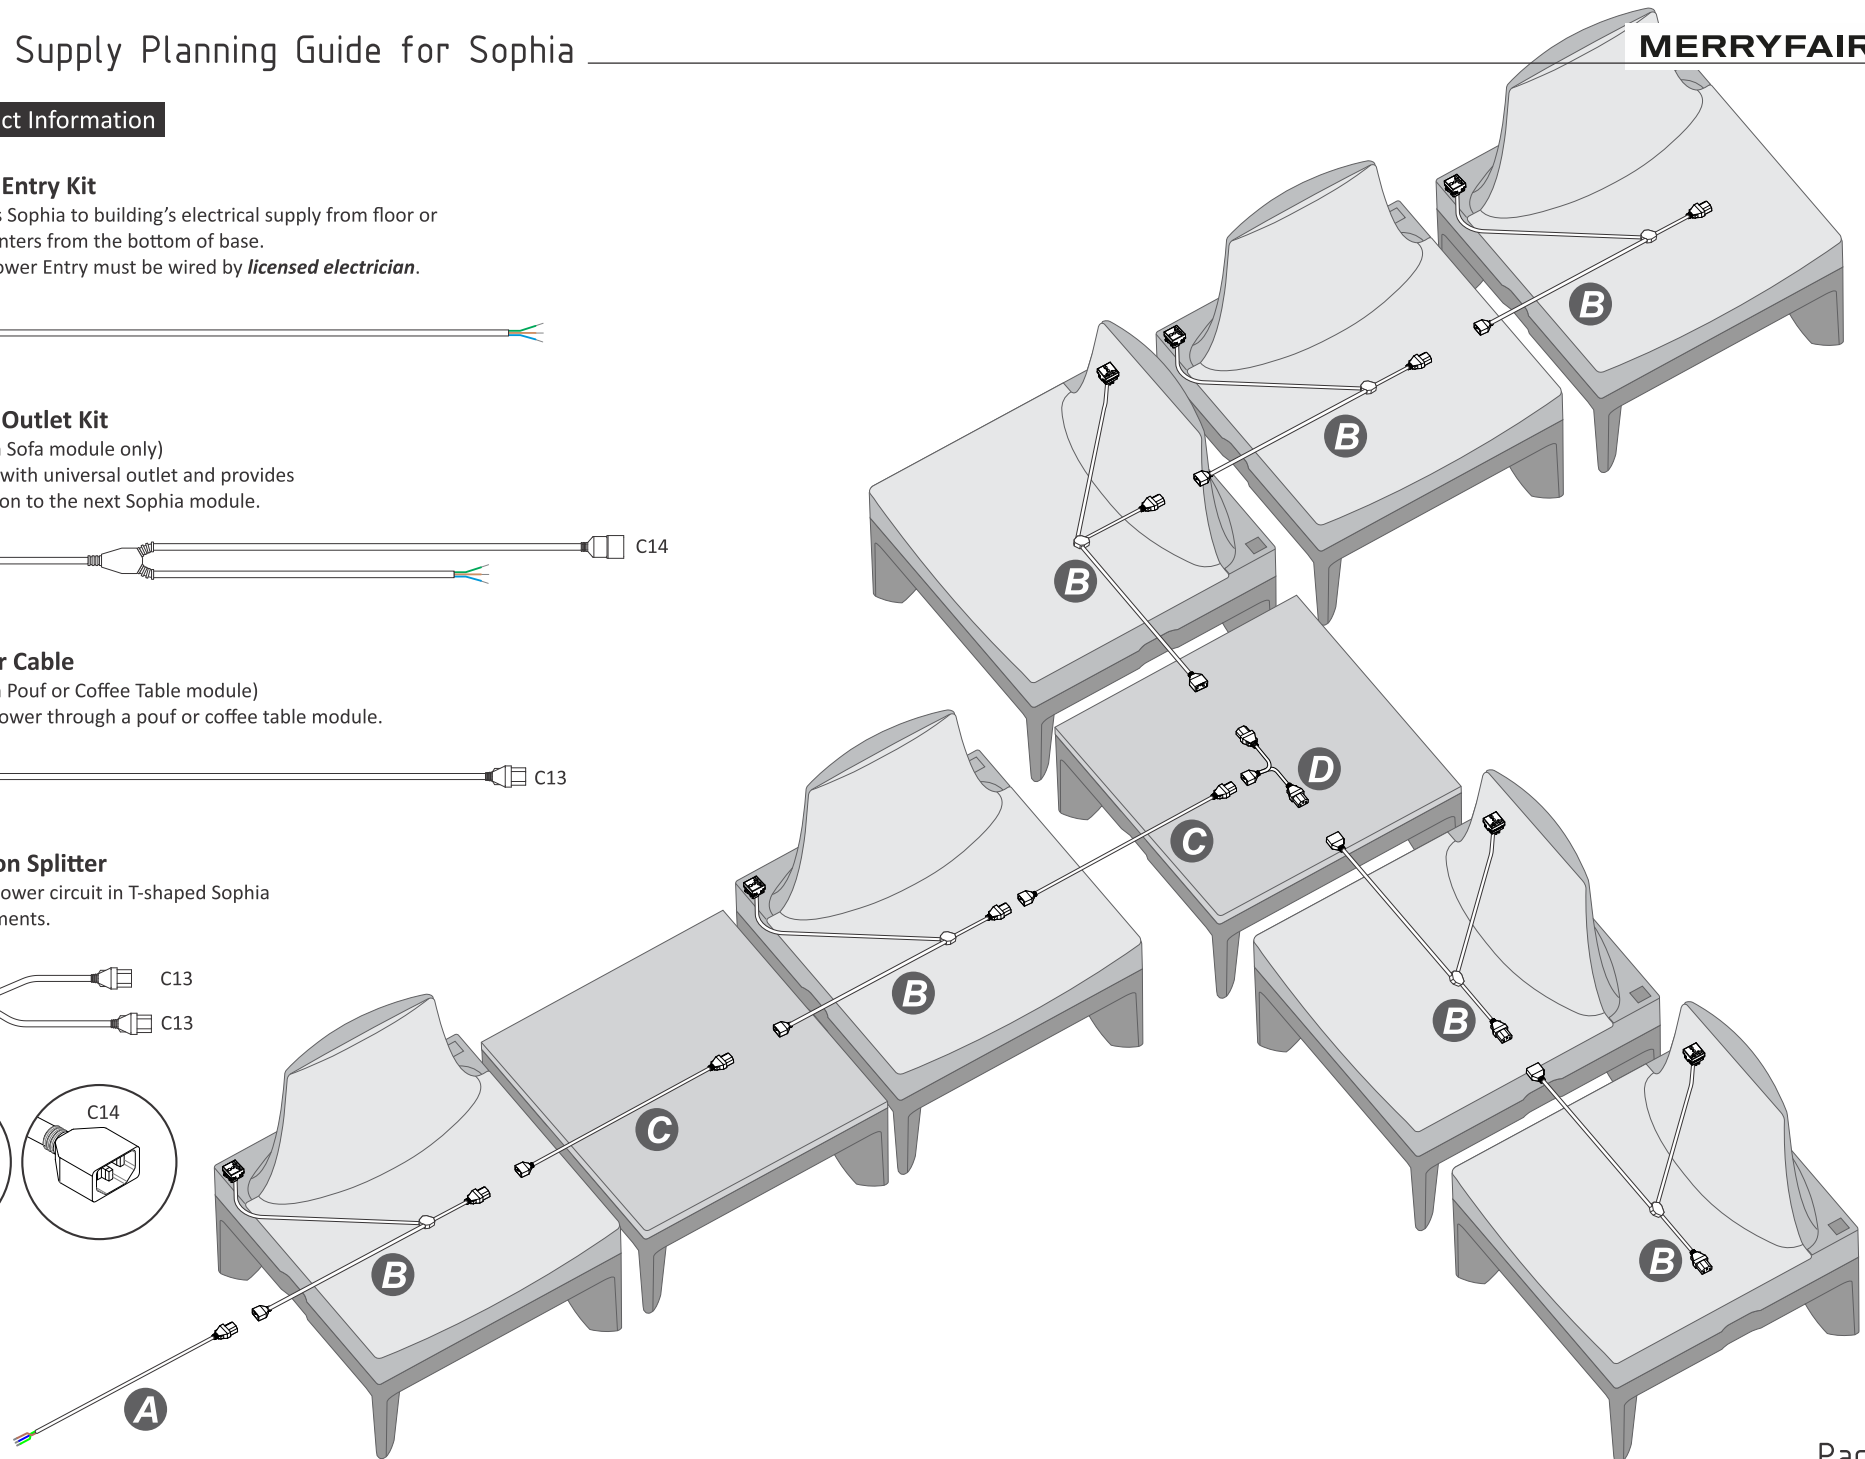 Supply Planning Guide for Sophia
MERRYFAIR
ct Information
Entry Kit
s Sophia to building's electrical supply from floor or
nters from the bottom of base.
ower Entry must be wired by licensed electrician.
Outlet Kit
Sofa module only)
with universal outlet and provides
on to the next Sophia module.
C14
r Cable
Pouf or Coffee Table module)
ower through a pouf or coffee table module.
C13
on Splitter
ower circuit in T-shaped Sophia
ments.
C13
C13
C14
B
B
B
D
C
B
B
C
B
B
A